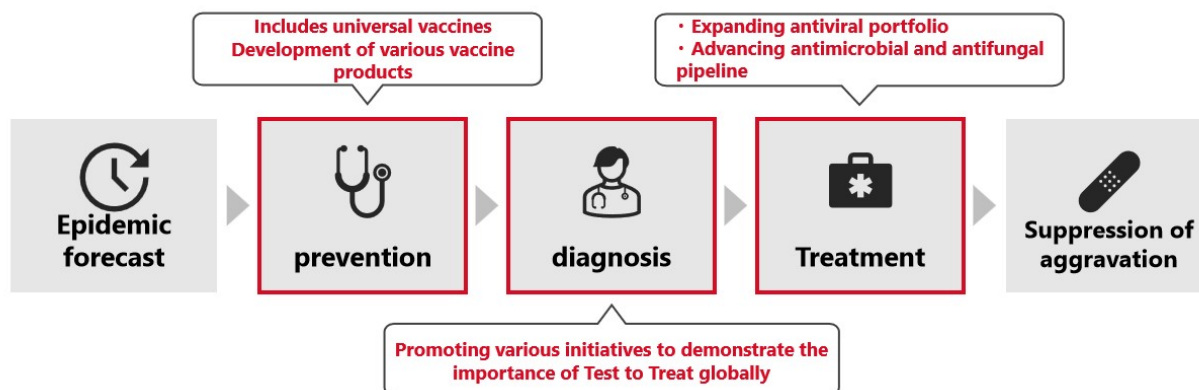 Includes universal vaccines
Development of various vaccine
products
・Expanding antiviral portfolio
・Advancing antimicrobial and antifungal
pipeline
Epidemic
forecast
prevention
diagnosis
Treatment
Suppression of
aggravation
Promoting various initiatives to demonstrate the
importance of Test to Treat globally